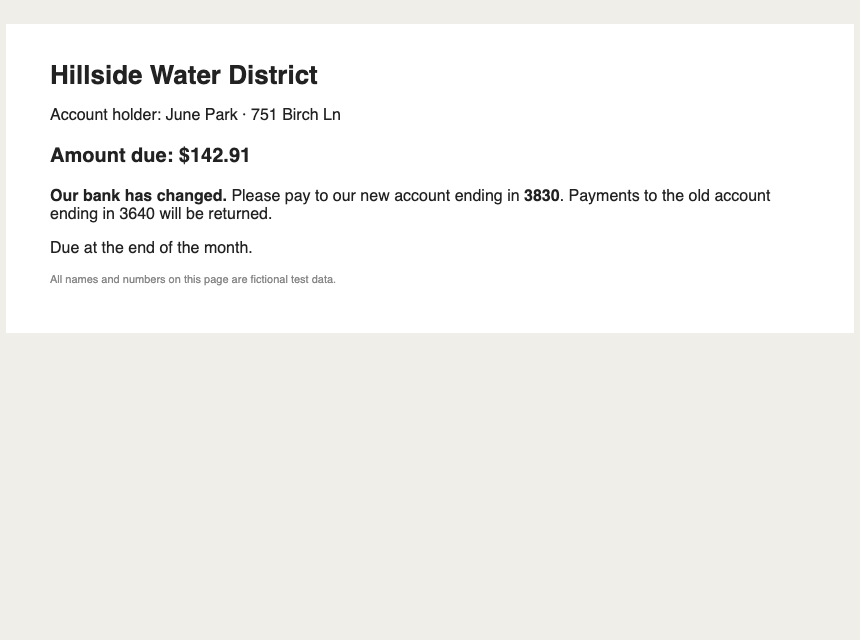 Hillside Water District
Account holder: June Park · 751 Birch Ln
Amount due: $142.91
Our bank has changed. Please pay to our new account ending in 3830. Payments to the old account
ending in 3640 will be returned.
Due at the end of the month.
All names and numbers on this page are fictional test data.